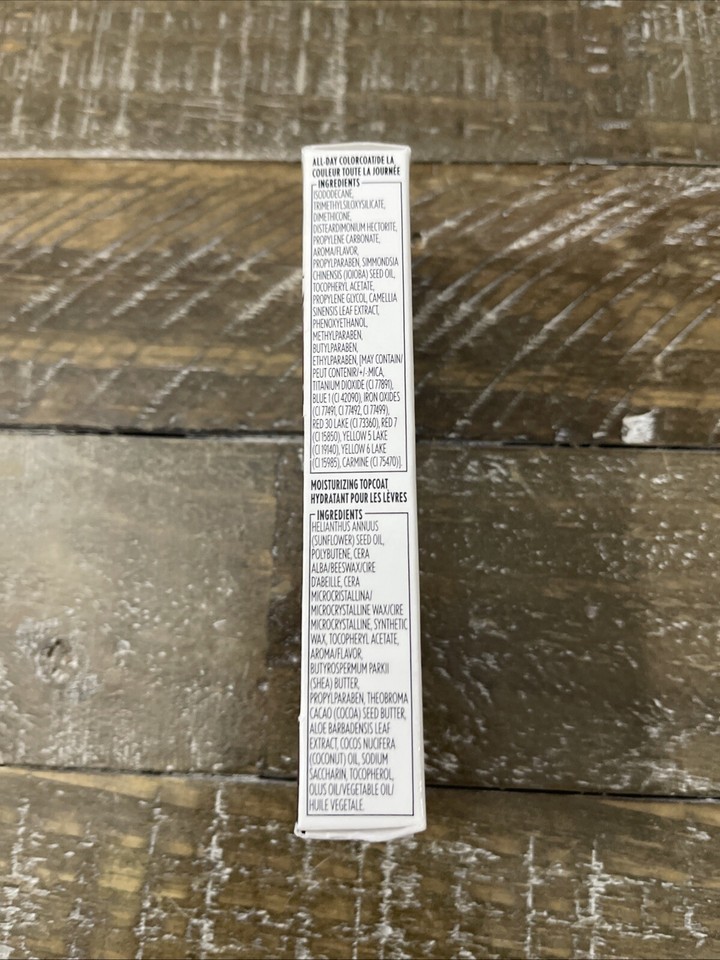 ALL-DAY COLORCOAT/DE LA
COULEUR TOUTE LA JOURNÉE
INGREDIENTS
ISODODECANE,
TRIMETHYLSILOXYSILICATE,
DIMETHICONE,
DISTEARDIMONIUM HECTORITE,
PROPYLENE CARBONATE,
AROMA/FLAVOR,
PROPYLPARABEN, SIMMONDSIA
CHINENSIS (JOJOBA) SEED OIL,
TOCOPHERYL ACETATE,
PROPYLENE GLYCOL, CAMELLIA
SINENSIS LEAF EXTRACT,
PHENOXYETHANOL,
METHYLPARABEN,
BUTYLPARABEN,
ETHYLPARABEN, [MAY CONTAIN/
PEUT CONTENIR/+/-:MICA,
TITANIUM DIOXIDE (CI 77891),
BLUE 1 (CI 42090), IRON OXIDES
(CI 77491, CI 77492, CI 77499),
RED 30 LAKE (CI 73360), RED 7
(CI 15850), YELLOW 5 LAKE
(CI 19140), YELLOW 6 LAKE
(CI 15985), CARMINE (CI 75470)].
MOISTURIZING TOPCOAT
HYDRATANT POUR LES LÈVRES
INGREDIENTS
HELIANTHUS ANNUUS
(SUNFLOWER) SEED OIL,
POLYBUTENE, CERA
ALBA/BEESWAX/CIRE
D'ABEILLE, CERA
MICROCRISTALLINA/
MICROCRYSTALLINE WAX/CIRE
MICROCRYSTALLINE, SYNTHETIC
WAX, TOCOPHERYL ACETATE,
AROMA/FLAVOR,
BUTYROSPERMUM PARKII
(SHEA) BUTTER,
PROPYLPARABEN, THEOBROMA
CACAO (COCOA) SEED BUTTER,
ALOE BARBADENSIS LEAF
EXTRACT, COCOS NUCIFERA
(COCONUT) OIL, SODIUM
SACCHARIN, TOCOPHEROL,
OLUS OIL/VEGETABLE OIL/
HUILE VEGETALE.